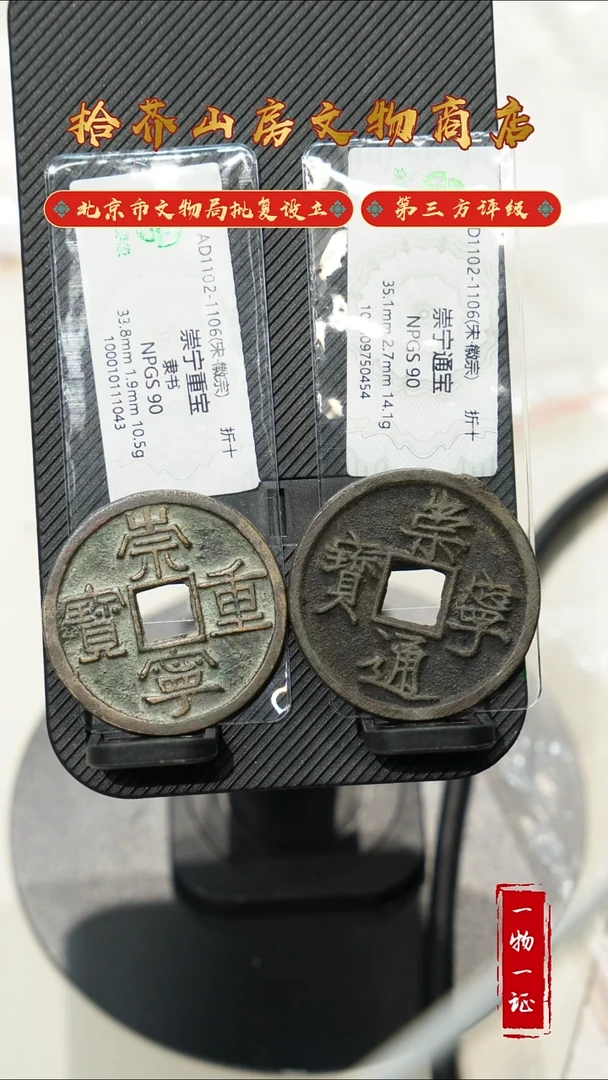 拾芥山房文物商店
北京市文物局批复设立
第三方评级
AD1102-1106(宋·徽宗)
崇宁重宝 折十
隶书
NPGS 90
33.8mm 1.9mm 10.5g
100010111043
AD1102-1106(宋·徽宗)
崇宁通宝 折十
NPGS 90
35.1mm 2.7mm 14.1g
09750454
崇
重
寧
寶
崇
寧
通
寶
一物一证